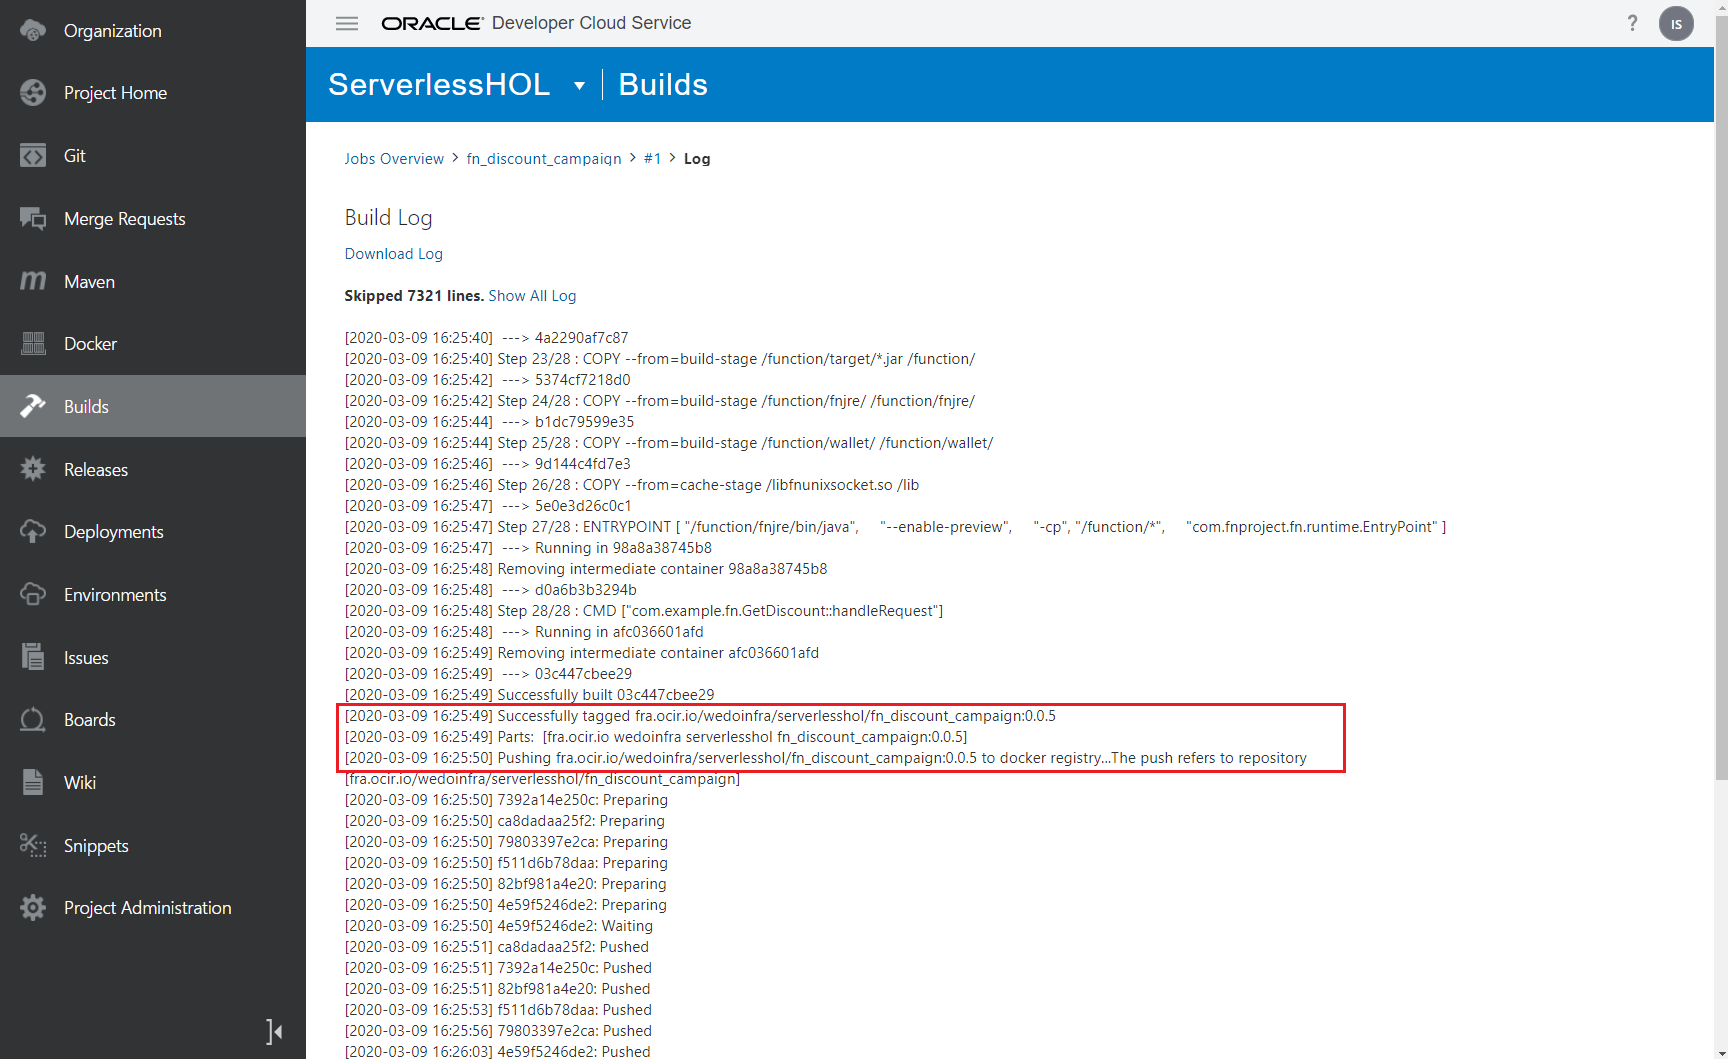 Organization
Project Home
Git
Merge Requests
Maven
Docker
Builds
Releases
Deployments
Environments
Issues
Boards
Wiki
Snippets
Project Administration
ORACLE Developer Cloud Service
? IS
ServerlessHOL Builds
Jobs Overview > fn_discount_campaign > #1 > Log
Build Log
Download Log
Skipped 7321 lines. Show All Log
[2020-03-09 16:25:40]  ---> 4a2290af7c87
[2020-03-09 16:25:40] Step 23/28 : COPY --from=build-stage /function/target/*.jar /function/
[2020-03-09 16:25:42]  ---> 5374cf7218d0
[2020-03-09 16:25:42] Step 24/28 : COPY --from=build-stage /function/fnjre/ /function/fnjre/
[2020-03-09 16:25:44]  ---> b1dc79599e35
[2020-03-09 16:25:44] Step 25/28 : COPY --from=build-stage /function/wallet/ /function/wallet/
[2020-03-09 16:25:46]  ---> 9d144c4fd7e3
[2020-03-09 16:25:46] Step 26/28 : COPY --from=cache-stage /libfnunixsocket.so /lib
[2020-03-09 16:25:47]  ---> 5e0e3d26c0c1
[2020-03-09 16:25:47] Step 27/28 : ENTRYPOINT [ "/function/fnjre/bin/java",     "--enable-preview",     "-cp", "/function/*",     "com.fnproject.fn.runtime.EntryPoint" ]
[2020-03-09 16:25:47]  ---> Running in 98a8a38745b8
[2020-03-09 16:25:48] Removing intermediate container 98a8a38745b8
[2020-03-09 16:25:48]  ---> d0a6b3b3294b
[2020-03-09 16:25:48] Step 28/28 : CMD ["com.example.fn.GetDiscount::handleRequest"]
[2020-03-09 16:25:48]  ---> Running in afc036601afd
[2020-03-09 16:25:49] Removing intermediate container afc036601afd
[2020-03-09 16:25:49]  ---> 03c447cbee29
[2020-03-09 16:25:49] Successfully built 03c447cbee29
[2020-03-09 16:25:49] Successfully tagged fra.ocir.io/wedoinfra/serverlesshol/fn_discount_campaign:0.0.5
[2020-03-09 16:25:49] Parts:  [fra.ocir.io wedoinfra serverlesshol fn_discount_campaign:0.0.5]
[2020-03-09 16:25:50] Pushing fra.ocir.io/wedoinfra/serverlesshol/fn_discount_campaign:0.0.5 to docker registry...The push refers to repository
[fra.ocir.io/wedoinfra/serverlesshol/fn_discount_campaign]
[2020-03-09 16:25:50] 7392a14e250c: Preparing
[2020-03-09 16:25:50] ca8dadaa25f2: Preparing
[2020-03-09 16:25:50] 79803397e2ca: Preparing
[2020-03-09 16:25:50] f511d6b78daa: Preparing
[2020-03-09 16:25:50] 82bf981a4e20: Preparing
[2020-03-09 16:25:50] 4e59f5246de2: Preparing
[2020-03-09 16:25:50] 4e59f5246de2: Waiting
[2020-03-09 16:25:51] ca8dadaa25f2: Pushed
[2020-03-09 16:25:51] 7392a14e250c: Pushed
[2020-03-09 16:25:51] 82bf981a4e20: Pushed
[2020-03-09 16:25:53] f511d6b78daa: Pushed
[2020-03-09 16:25:56] 79803397e2ca: Pushed
[2020-03-09 16:26:03] 4e59f5246de2: Pushed